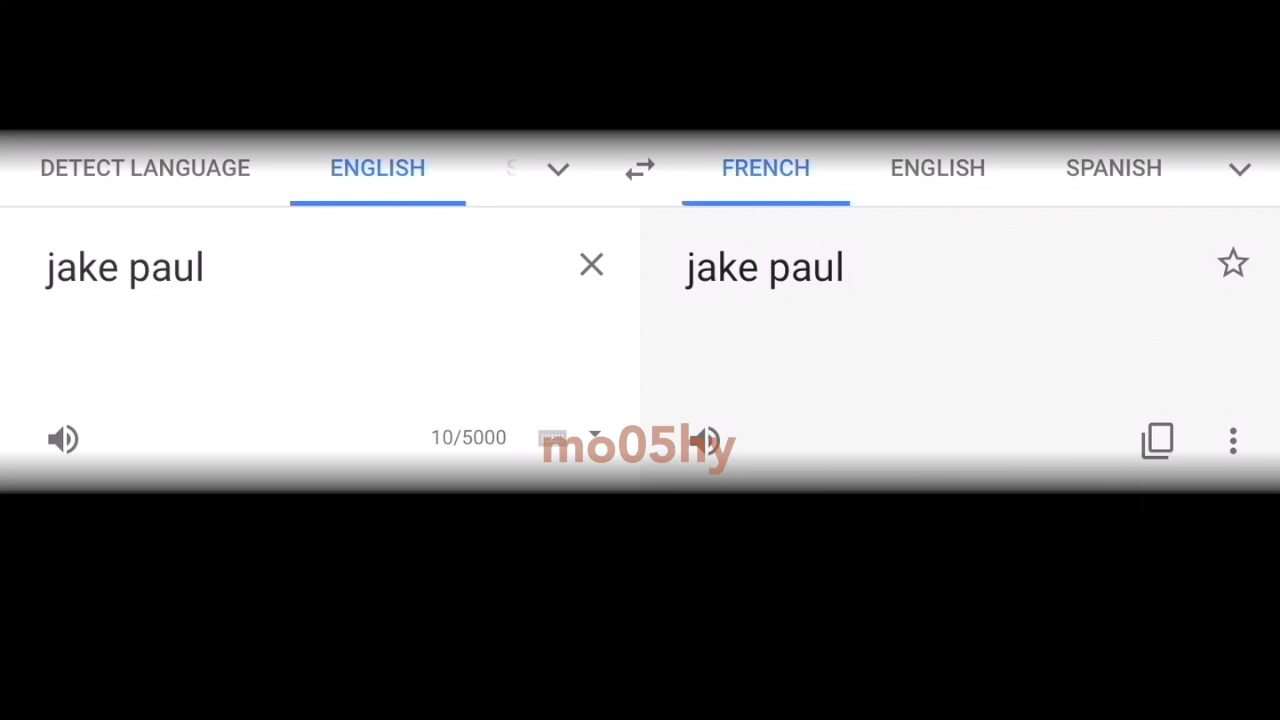 DETECT LANGUAGE ENGLISH S FRENCH ENGLISH SPANISH
jake paul
jake paul
10/5000
mo05hy